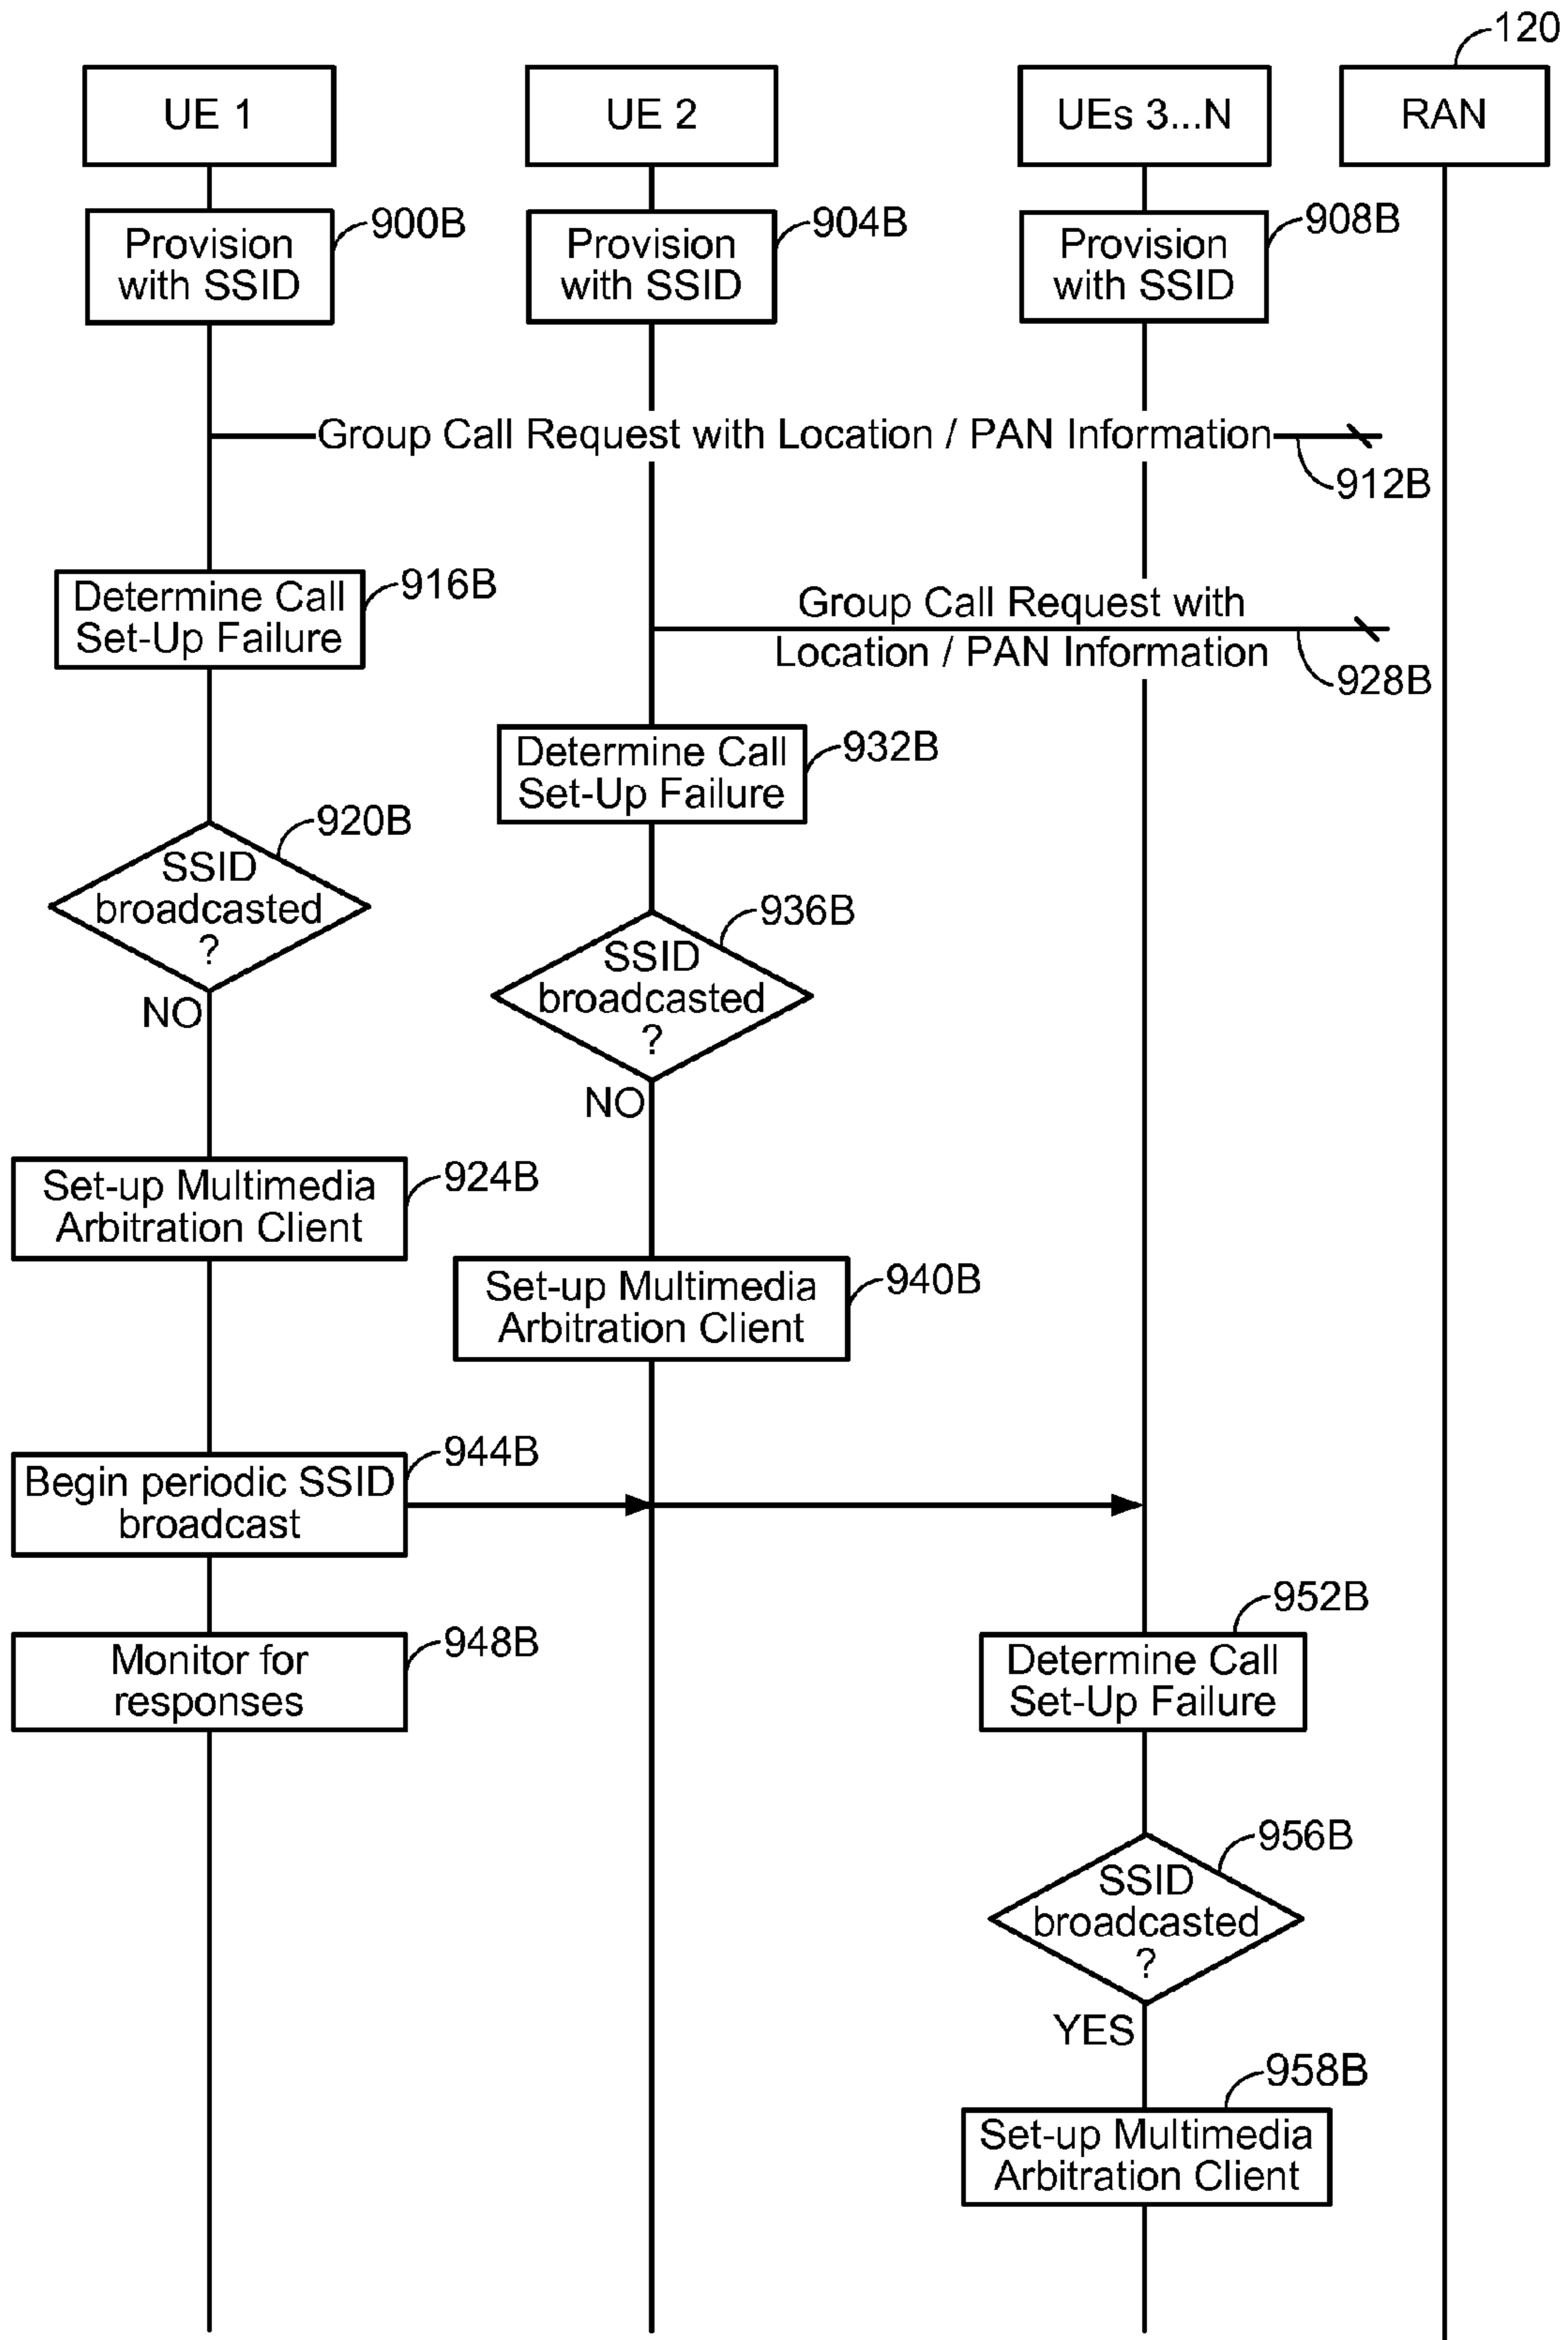 120
UE 1
UE 2
UEs 3...N
RAN
Provision
with SSID
900B
Provision
with SSID
904B
Provision
with SSID
908B
Group Call Request with Location / PAN Information
912B
Determine Call
Set-Up Failure
916B
Group Call Request with
Location / PAN Information
928B
Determine Call
Set-Up Failure
932B
SSID
broadcasted
?
920B
NO
SSID
broadcasted
?
936B
NO
Set-up Multimedia
Arbitration Client
924B
Set-up Multimedia
Arbitration Client
940B
Begin periodic SSID
broadcast
944B
Monitor for
responses
948B
952B
Determine Call
Set-Up Failure
956B
SSID
broadcasted
?
YES
958B
Set-up Multimedia
Arbitration Client